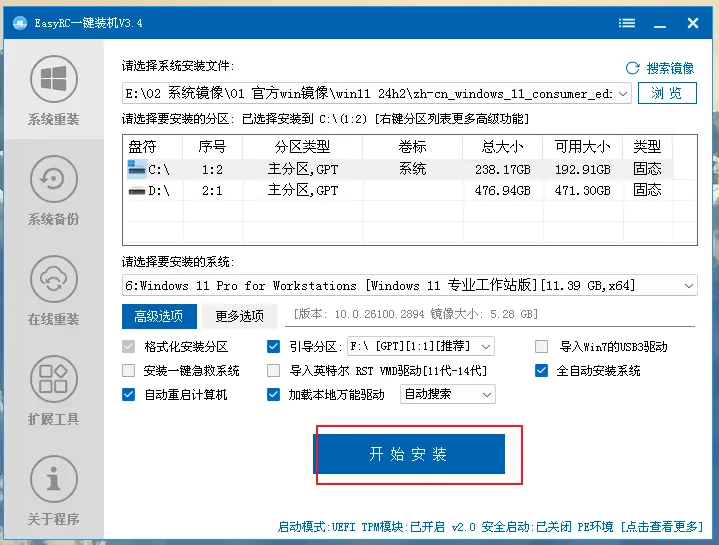 EasyRC一键装机V3.4
系统重装
系统备份
在线重装
扩展工具
关于程序
请选择系统安装文件:
搜索镜像
E:\02 系统镜像\01 官方win镜像\win11 24h2\zh-cn_windows_11_consumer_ed:
浏 览
请选择要安装的分区: 已选择安装到 C:\(1:2) [右键分区列表更多高级功能]
盘符 序号 分区类型 卷标 总大小 可用大小 类型
C:\ 1:2 主分区,GPT 系统 238.17GB 192.91GB 固态
D:\ 2:1 主分区,GPT 476.94GB 471.30GB 固态
请选择要安装的系统:
6:Windows 11 Pro for Workstations [Windows 11 专业工作站版][11.39 GB,x64]
高级选项 更多选项 [版本: 10.0.26100.2894 镜像大小: 5.28 GB]
格式化安装分区 引导分区: F:\ [GPT][1:1][推荐] 导入Win7的USB3驱动
安装一键急救系统 导入英特尔 RST VMD驱动[11代-14代] 全自动安装系统
自动重启计算机 加载本地万能驱动 自动搜索
开 始 安 装
启动模式:UEFI TPM模块:已开启 v2.0 安全启动:已关闭 PE环境 [点击查看更多]